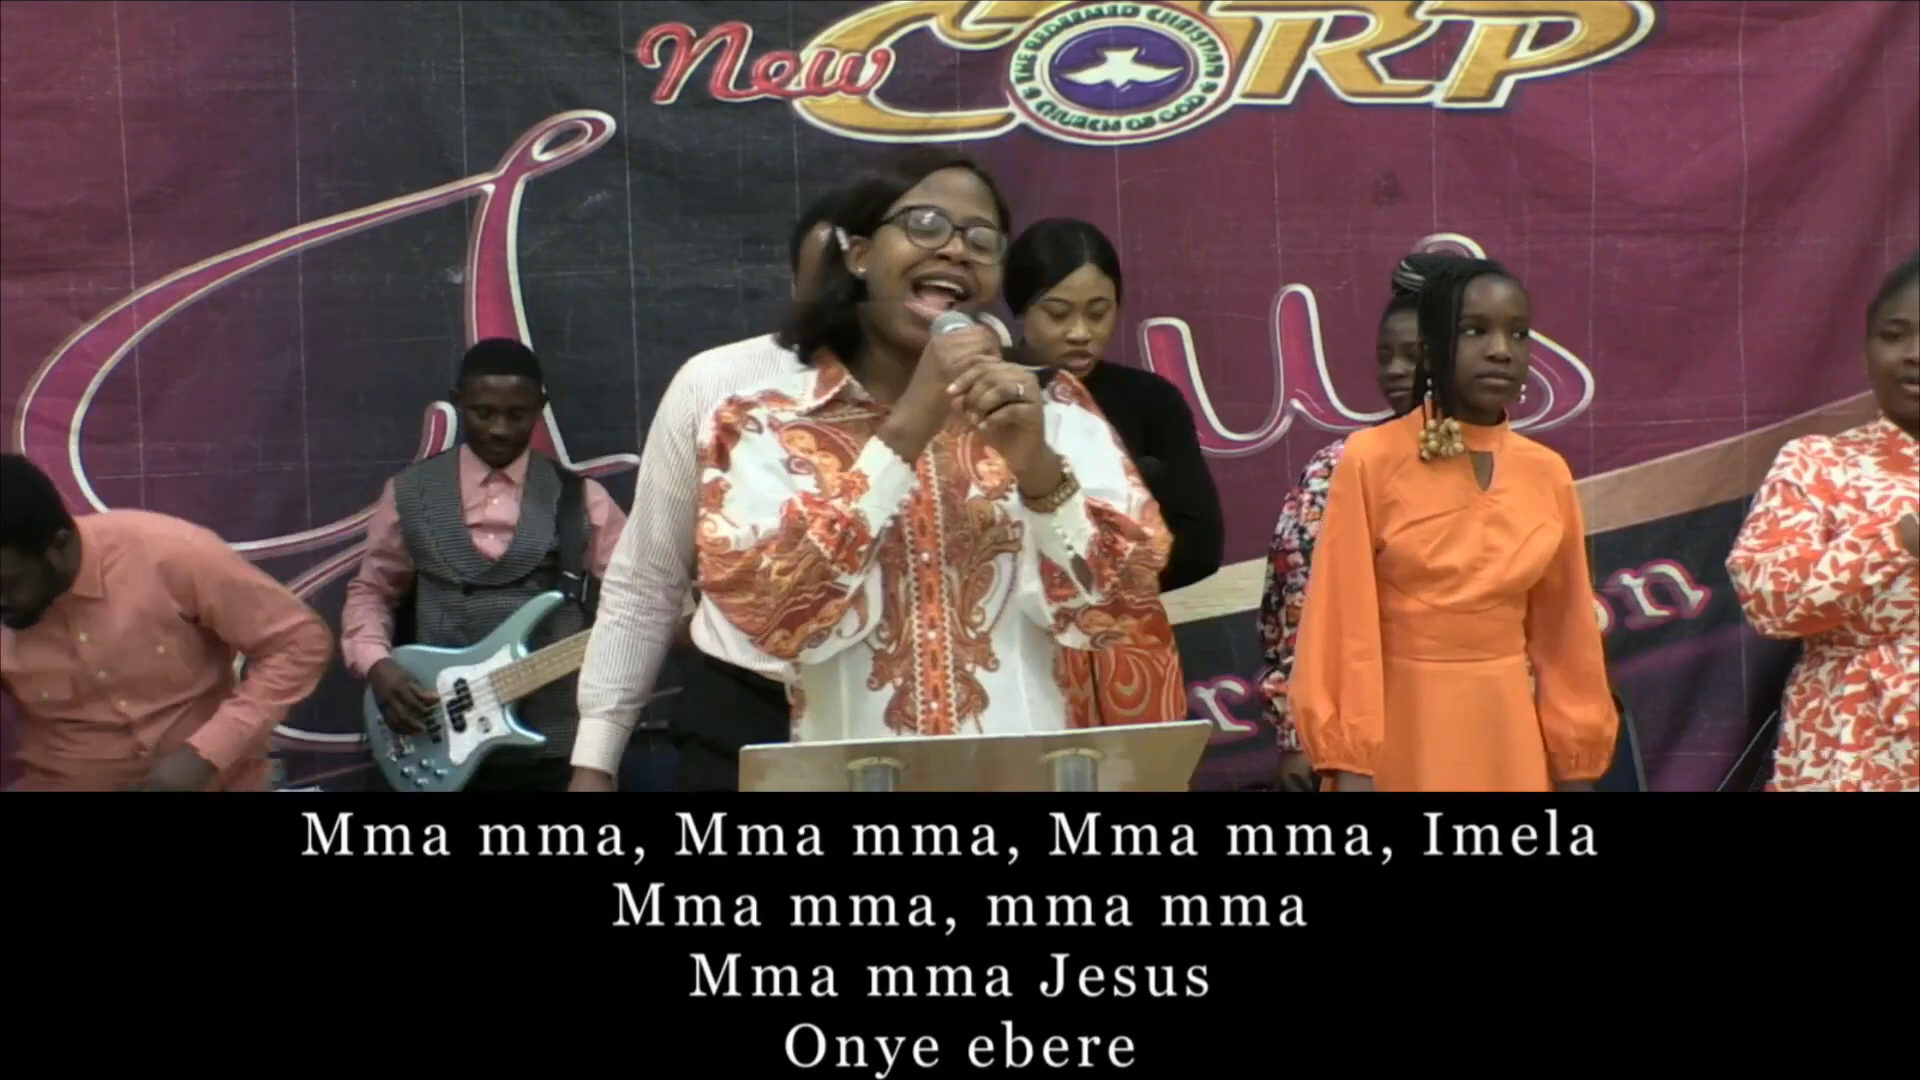 New CORP
THE REDEEMED CHRISTIAN
CHURCH OF GOD
Mma mma, Mma mma, Mma mma, Imela
Mma mma, mma mma
Mma mma Jesus
Onye ebere